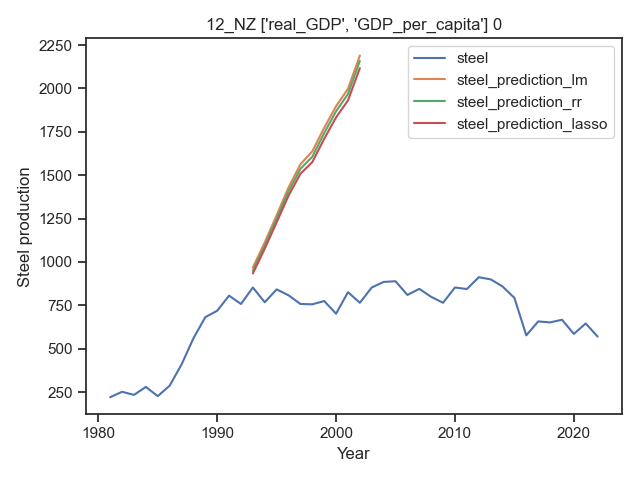 12_NZ ['real_GDP', 'GDP_per_capita'] 0
steel
steel_prediction_lm
steel_prediction_rr
steel_prediction_lasso
Steel production
2250
2000
1750
1500
1250
1000
750
500
250
1980 1990 2000 2010 2020
Year